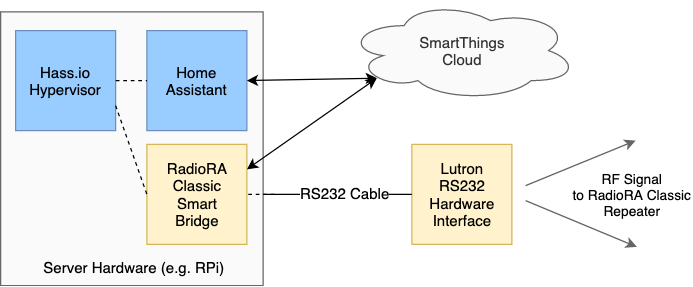 Hass.io
Hypervisor
Home
Assistant
SmartThings
Cloud
RadioRA
Classic
Smart
Bridge
RS232 Cable
Lutron
RS232
Hardware
Interface
RF Signal
to RadioRA Classic
Repeater
Server Hardware (e.g. RPi)